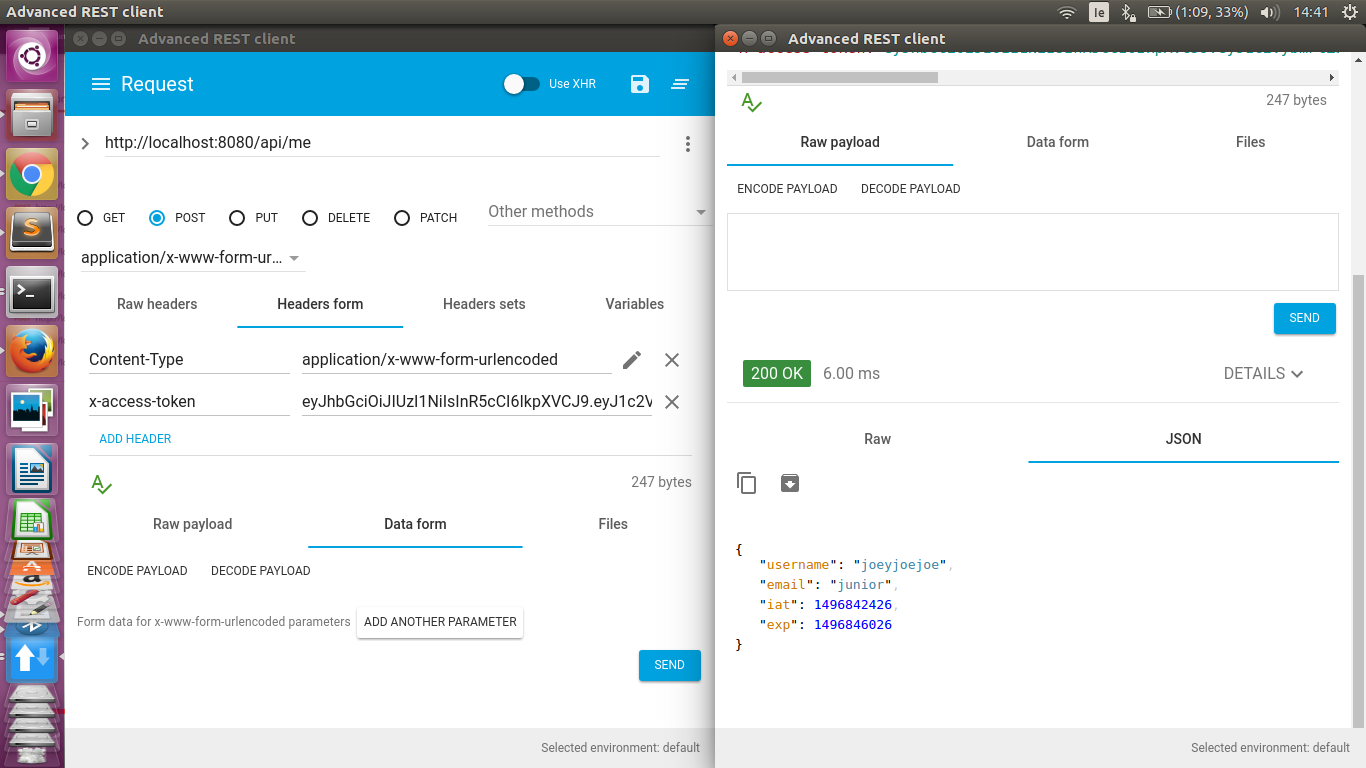 Advanced REST client
Ie (1:09, 33%) 14:41
Advanced REST client
Request
Use XHR
http://localhost:8080/api/me
GET POST PUT DELETE PATCH Other methods
application/x-www-form-ur...
Raw headers Headers form Headers sets Variables
Content-Type application/x-www-form-urlencoded
x-access-token
ADD HEADER
247 bytes
Raw payload Data form Files
ENCODE PAYLOAD DECODE PAYLOAD
Form data for x-www-form-urlencoded parameters ADD ANOTHER PARAMETER
SEND
Selected environment: default
Advanced REST client
247 bytes
Raw payload Data form Files
ENCODE PAYLOAD DECODE PAYLOAD
SEND
200 OK 6.00 ms DETAILS
Raw JSON
{
"username": "joeyjoejoe",
"email": "junior",
"iat": 1496842426,
"exp": 1496846026
}
Selected environment: default